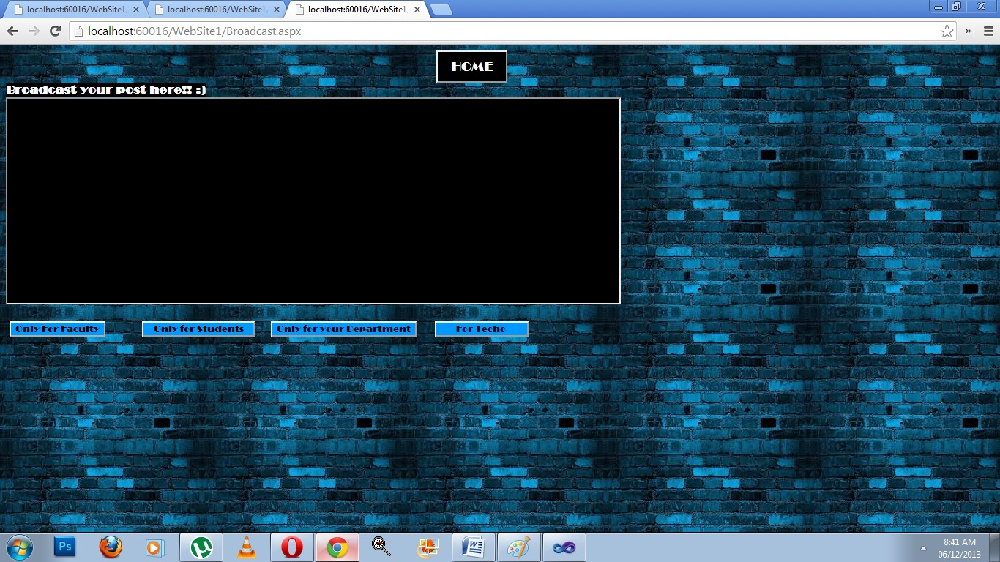 localhost:60016/WebSite1 localhost:60016/WebSite1 localhost:60016/WebSite1
localhost:60016/WebSite1/Broadcast.aspx
HOME
Broadcast your post here!! :)
Only For Faculty Only for Students Only for your Department For Techo
Ps
W
8:41 AM
06/12/2013